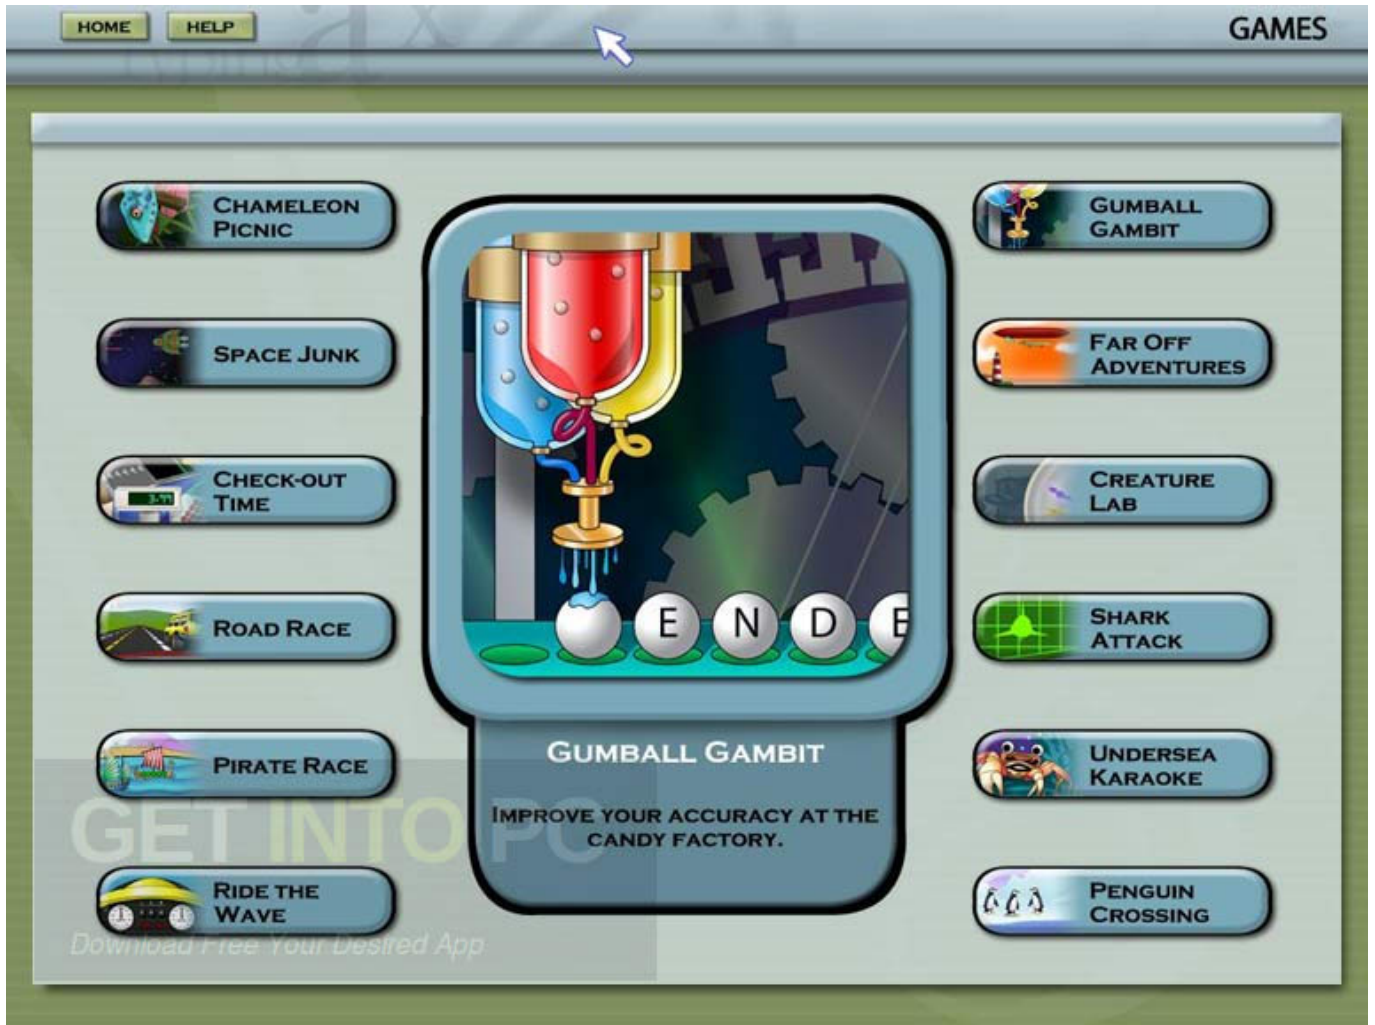 HOME
HELP
GAMES
CHAMELEON
PICNIC
SPACE JUNK
CHECK-OUT
TIME
ROAD RACE
PIRATE RACE
RIDE THE
WAVE
E N D E
GUMBALL GAMBIT
IMPROVE YOUR ACCURACY AT THE
CANDY FACTORY.
GUMBALL
GAMBIT
FAR OFF
ADVENTURES
CREATURE
LAB
SHARK
ATTACK
UNDERSEA
KARAOKE
PENGUIN
CROSSING
GET INTO PC
Download Free Your Desired App